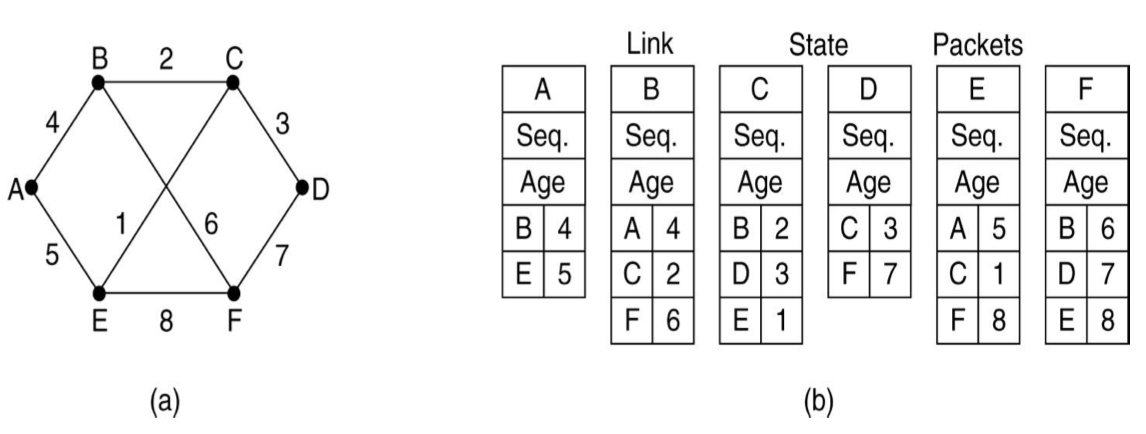 B 2 C
4 3
A D
1 6
5 7
E 8 F
(a)
Link State Packets
A B C D E F
Seq. Seq. Seq. Seq. Seq. Seq.
Age Age Age Age Age Age
B 4 A 4 B 2 C 3 A 5 B 6
E 5 C 2 D 3 F 7 C 1 D 7
F 6 E 1 F 8 E 8
(b)